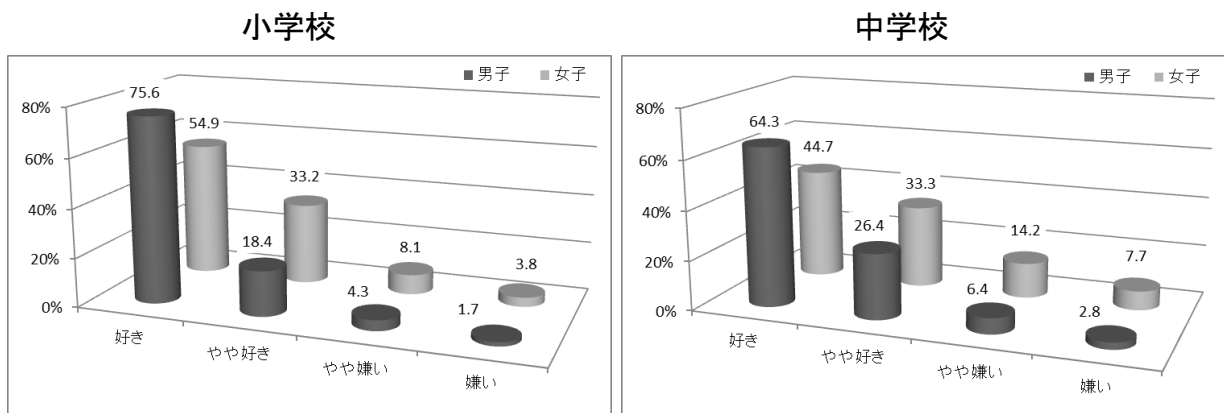 小学校
■男子 ■女子
80%
60%
40%
20%
0%
75.6
54.9
18.4
33.2
4.3
8.1
1.7
3.8
好き
やや好き
やや嫌い
嫌い
中学校
■男子 ■女子
80%
60%
40%
20%
0%
64.3
44.7
26.4
33.3
6.4
14.2
2.8
7.7
好き
やや好き
やや嫌い
嫌い